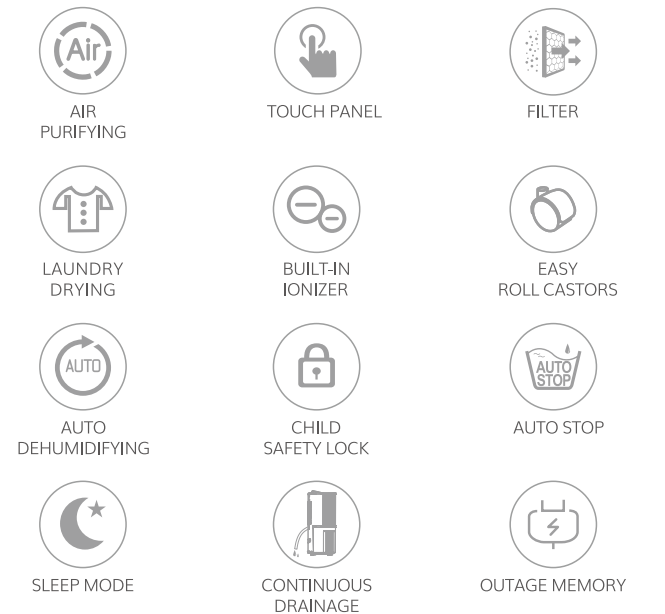 Air
AIR
PURIFYING
TOUCH PANEL
FILTER
LAUNDRY
DRYING
BUILT-IN
IONIZER
EASY
ROLL CASTORS
AUTO
AUTO
DEHUMIDIFYING
CHILD
SAFETY LOCK
AUTO
STOP
AUTO STOP
SLEEP MODE
CONTINUOUS
DRAINAGE
OUTAGE MEMORY